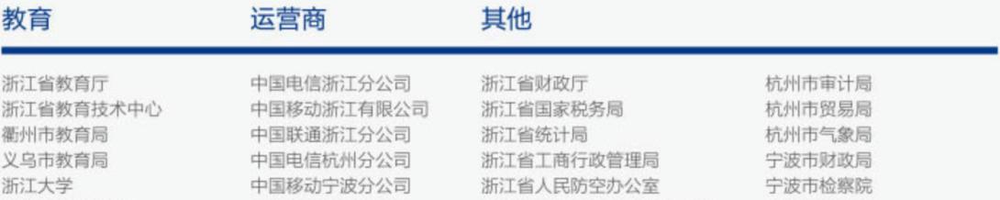 教育 运营商 其他
浙江省教育厅 中国电信浙江分公司 浙江省财政厅 杭州市审计局
浙江省教育技术中心 中国移动浙江有限公司 浙江省国家税务局 杭州市贸易局
衢州市教育局 中国联通浙江分公司 浙江省统计局 杭州市气象局
义乌市教育局 中国电信杭州分公司 浙江省工商行政管理局 宁波市财政局
浙江大学 中国移动宁波分公司 浙江省人民防空办公室 宁波市检察院